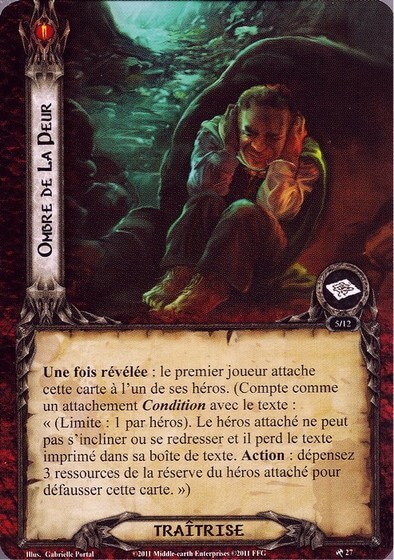 OMBRE DE LA PEUR
5/12
Une fois révélée : le premier joueur attache
cette carte à l'un de ses héros. (Compte comme
un attachement Condition avec le texte :
« (Limite : 1 par héros). Le héros attaché ne peut
pas s'incliner ou se redresser et il perd le texte
imprimé dans sa boîte de texte. Action : dépensez
3 ressources de la réserve du héros attaché pour
défausser cette carte. »)
TRAÎTRISE
Illus. Gabrielle Portal ©2011 Middle-earth Enterprises ©2011 FFG 27